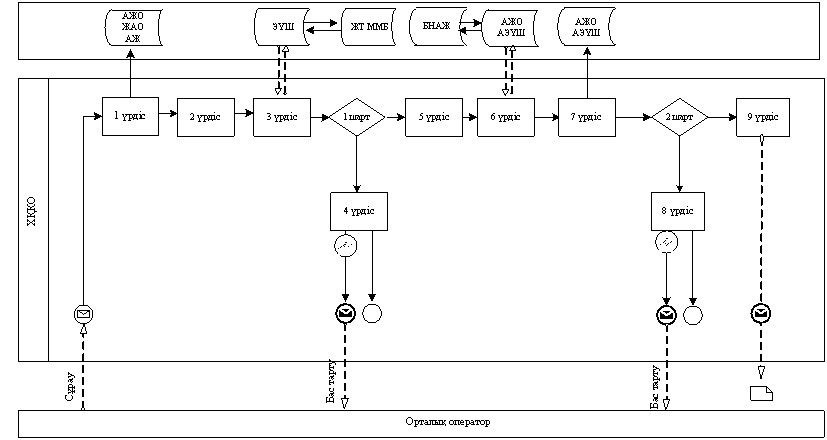 АЖО
ЖАО
АЖ
ЭҮШ
ЖТ ММБ
БНАЖ
АЖО
АЭҮШ
АЖО
АЭҮШ
ХҚКО
1 үрдіс
2 үрдіс
3 үрдіс
1 шарт
5 үрдіс
6 үрдіс
7 үрдіс
2 шарт
9 үрдіс
4 үрдіс
8 үрдіс
Сұрау
Бас тарту
Бас тарту
Орталық оператор